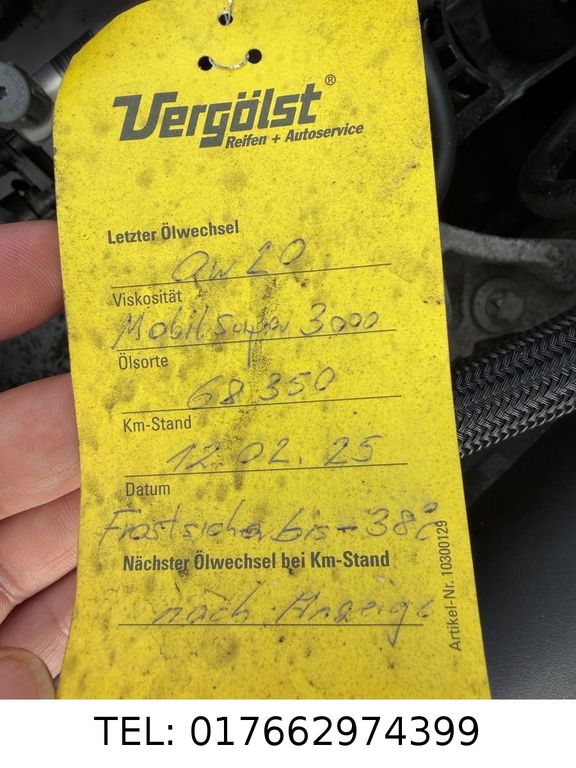 Vergölst®
Reifen + Autoservice
Letzter Ölwechsel
0W20
Viskosität
Mobil Super 3000
Ölsorte
68 350
Km-Stand
12.02.25
Datum
Frostsicher bis -38°C
Nächster Ölwechsel bei Km-Stand
nach Anzeige
Artikel-Nr. 10300129
TEL: 017662974399